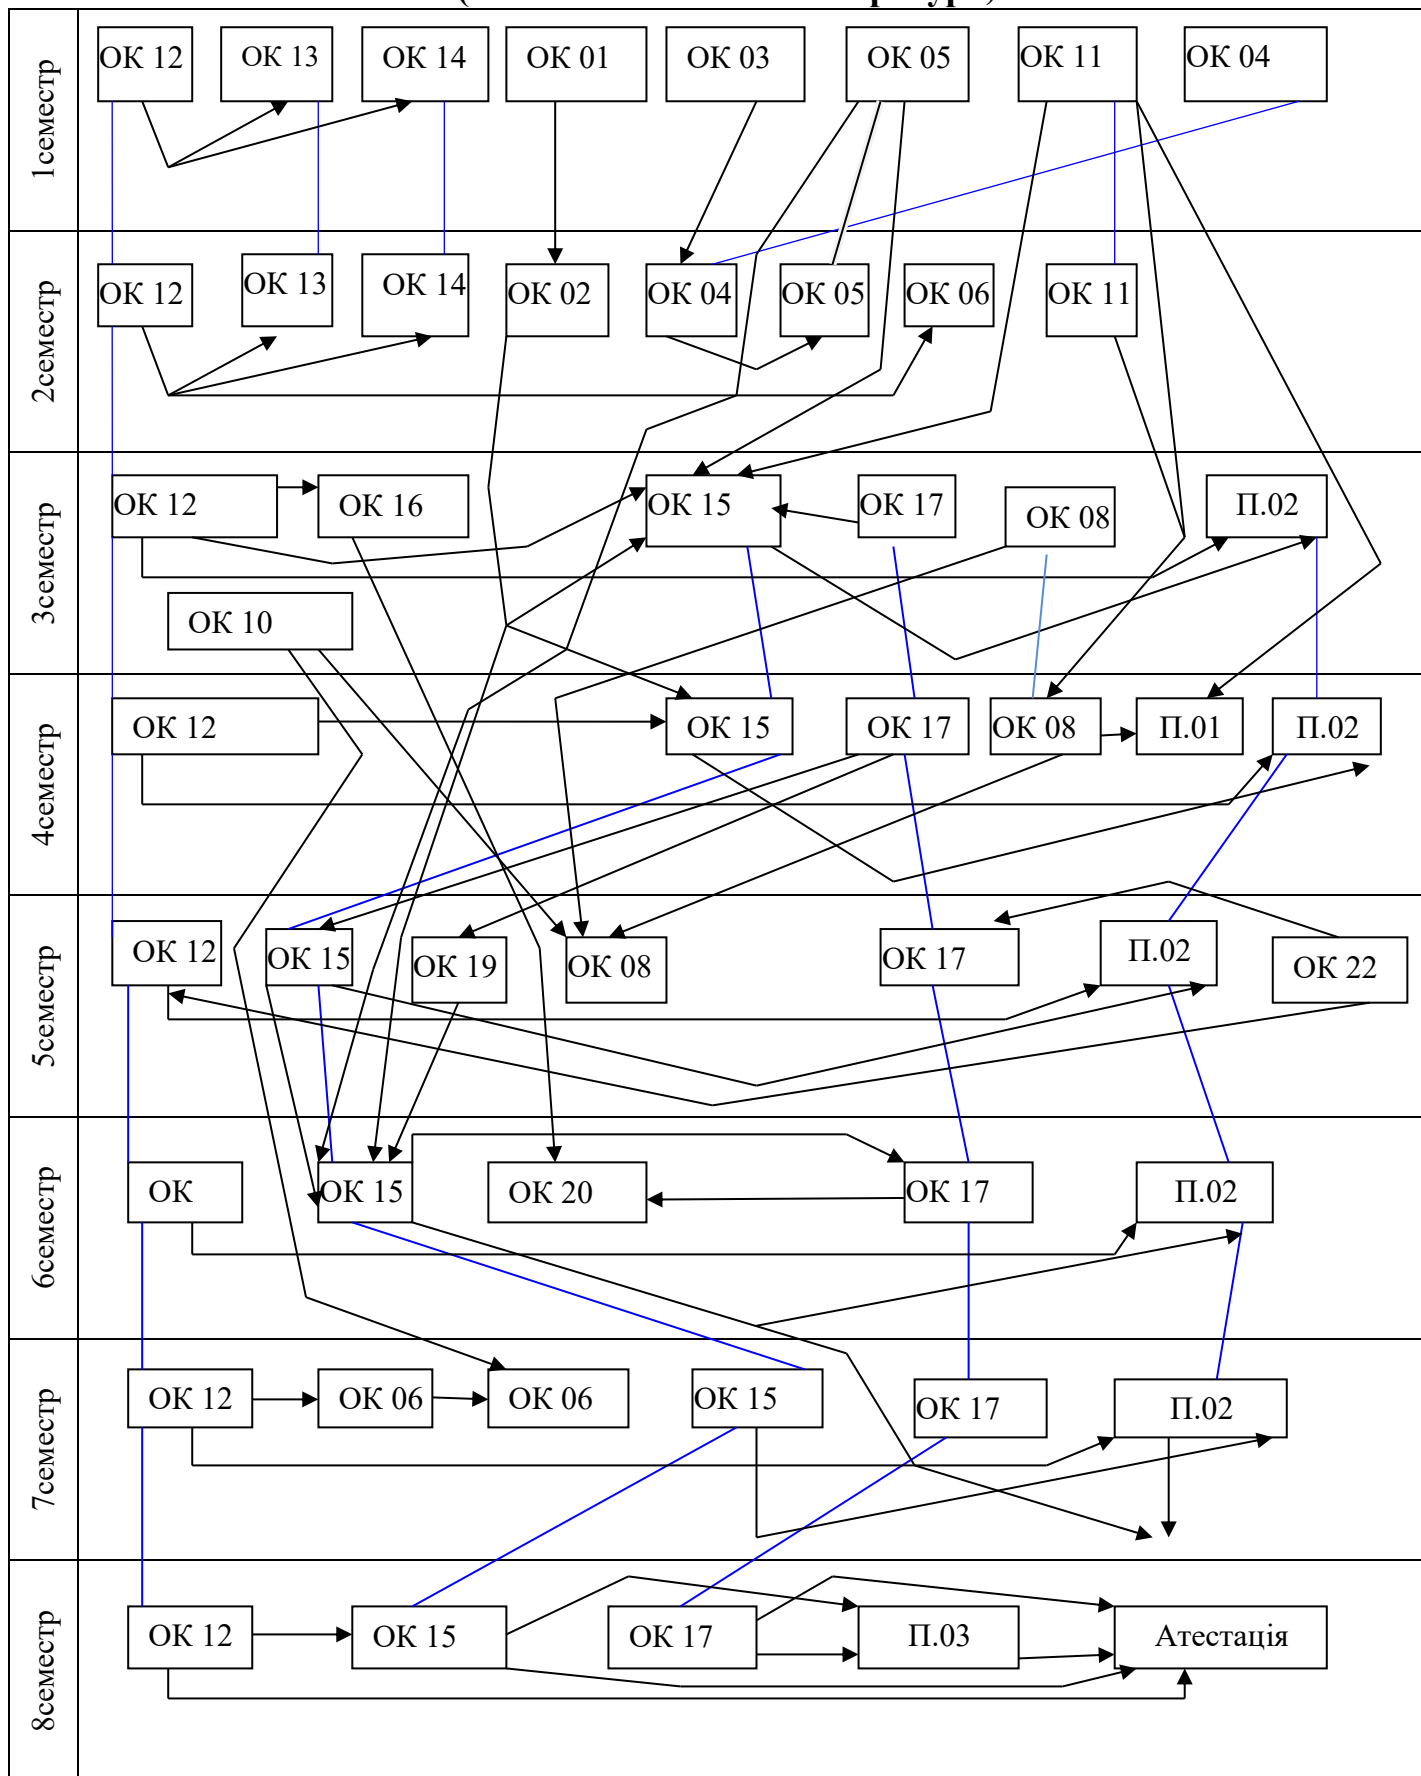 1семестр
ОК 12 ОК 13 ОК 14 ОК 01 ОК 03 ОК 05 ОК 11 ОК 04
2семестр
ОК 12 ОК 13 ОК 14 ОК 02 ОК 04 ОК 05 ОК 06 ОК 11
3семестр
ОК 12 ОК 16 ОК 15 ОК 17 ОК 08 П.02
ОК 10
4семестр
ОК 12 ОК 15 ОК 17 ОК 08 П.01 П.02
5семестр
ОК 12 ОК 15 ОК 19 ОК 08 ОК 17 П.02 ОК 22
6семестр
ОК ОК 15 ОК 20 ОК 17 П.02
7семестр
ОК 12 ОК 06 ОК 06 ОК 15 ОК 17 П.02
8семестр
ОК 12 ОК 15 ОК 17 П.03 Атестація